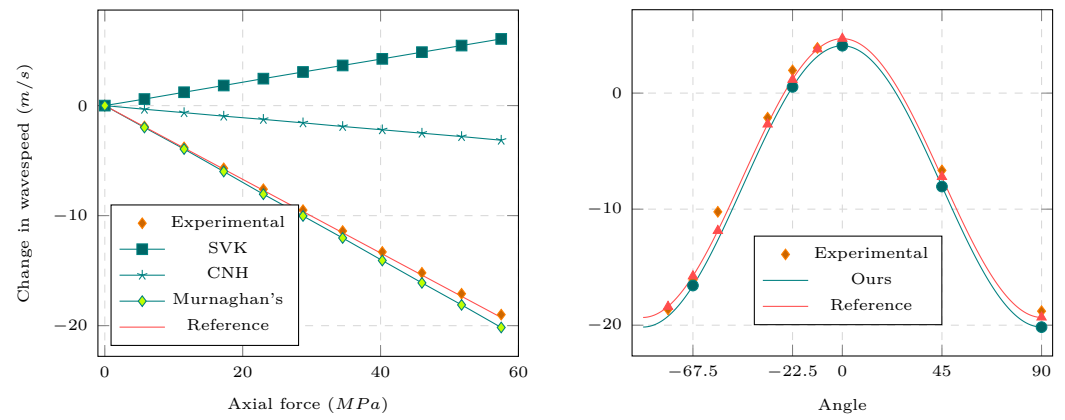 Change in wavespeed (m/s)
0
−10
−20
Experimental
SVK
CNH
Murnaghan's
Reference
0 20 40 60
Axial force (MPa)
0
−10
−20
Experimental
Ours
Reference
−67.5 −22.5 0 45 90
Angle